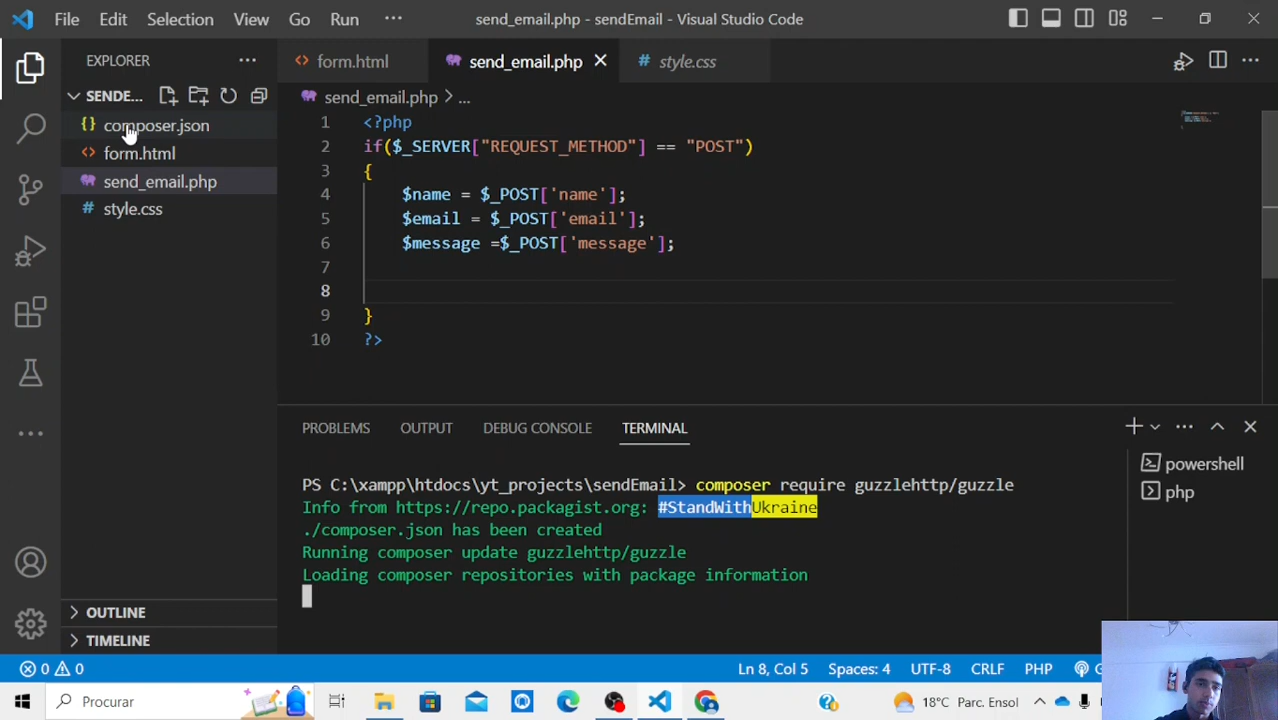 File Edit Selection View Go Run ··· send_email.php - sendEmail - Visual Studio Code
EXPLORER ···
form.html send_email.php style.css
SENDE...
composer.json
form.html
send_email.php
style.css
send_email.php > ...
1 <?php
2 if($_SERVER["REQUEST_METHOD"] == "POST")
3 {
4 $name = $_POST['name'];
5 $email = $_POST['email'];
6 $message =$_POST['message'];
7
8
9 }
10 ?>
PROBLEMS OUTPUT DEBUG CONSOLE TERMINAL
PS C:\xampp\htdocs\yt_projects\sendEmail> composer require guzzlehttp/guzzle
Info from https://repo.packagist.org: #StandWithUkraine
./composer.json has been created
Running composer update guzzlehttp/guzzle
Loading composer repositories with package information
powershell
php
OUTLINE
TIMELINE
0 0 Ln 8, Col 5 Spaces: 4 UTF-8 CRLF PHP
Procurar 18°C Parc. Ensol